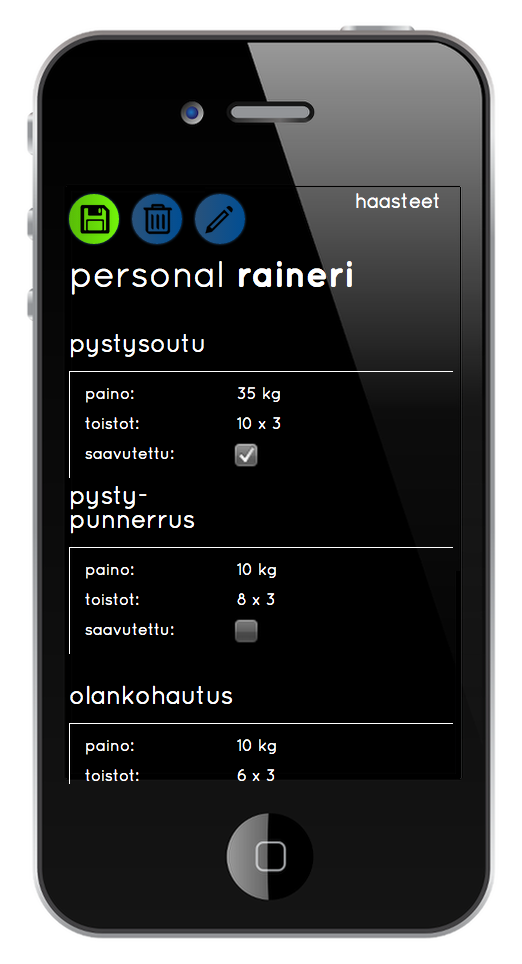 haasteet
personal raineri
pystysoutu
paino: 35 kg
toistot: 10 x 3
saavutettu:
pysty-
punnerrus
paino: 10 kg
toistot: 8 x 3
saavutettu:
olankohautus
paino: 10 kg
toistot: 6 x 3